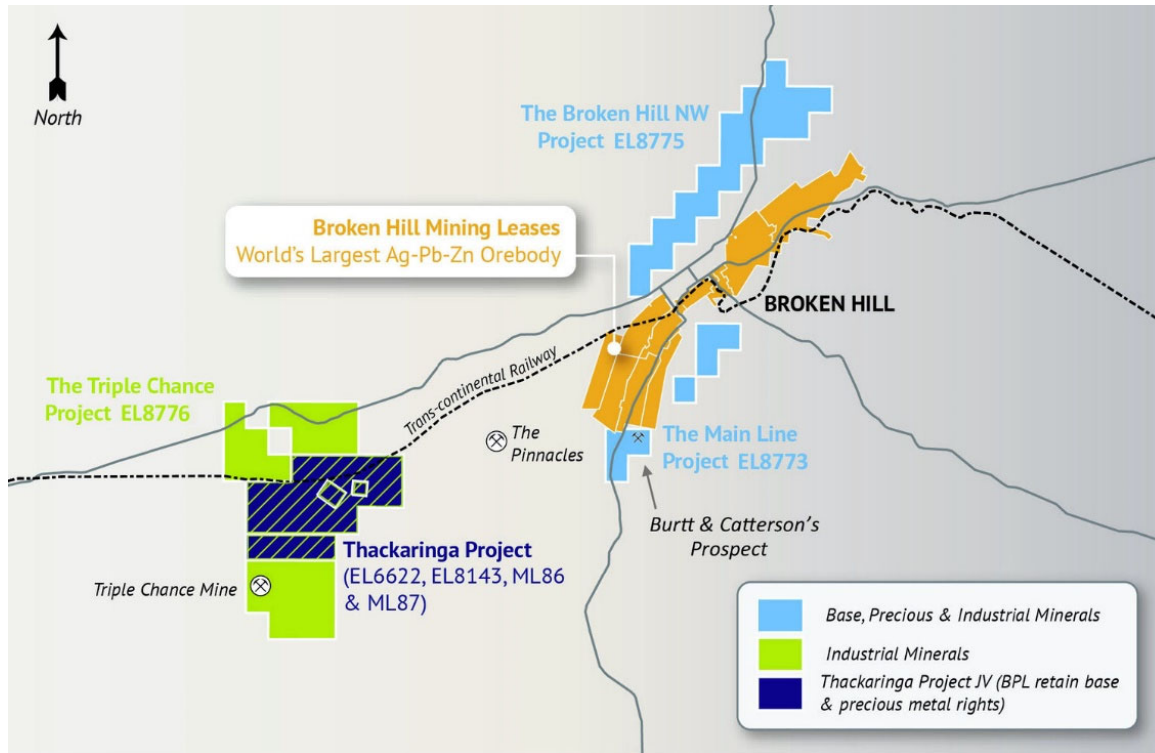 North
The Broken Hill NW
Project EL8775
Broken Hill Mining Leases
World's Largest Ag-Pb-Zn Orebody
BROKEN HILL
The Triple Chance
Project EL8776
Trans-continental Railway
The
Pinnacles
The Main Line
Project EL8773
Burtt & Catterson's
Prospect
Thackaringa Project
(EL6622, EL8143, ML86
& ML87)
Triple Chance Mine
Base, Precious & Industrial Minerals
Industrial Minerals
Thackaringa Project JV (BPL retain base
& precious metal rights)